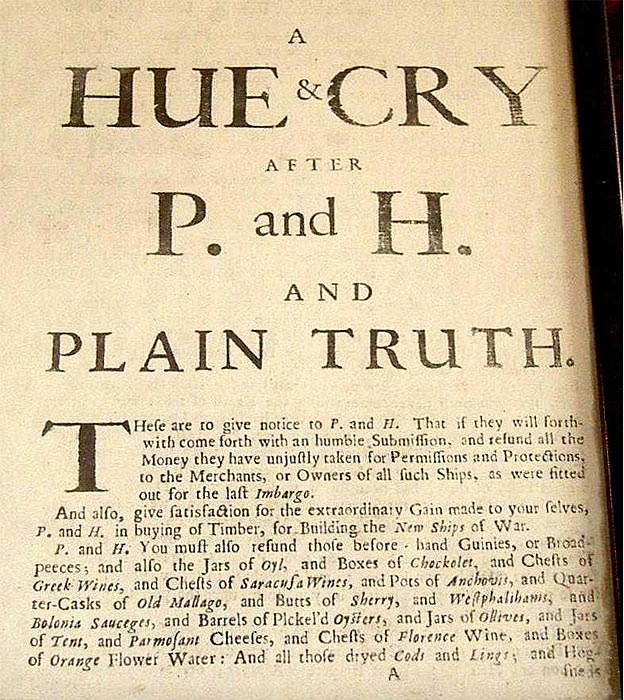 A
HUE & CRY
AFTER
P. and H.
AND
PLAIN TRUTH.
THeſe are to give notice to P. and H. That if they will forth-
with come forth with an humble Submiſſion, and refund all the
Money they have unjuſtly taken for Permiſſions and Protections,
to the Merchants, or Owners of all ſuch Ships, as were fitted
out for the laſt Imbargo.
And alſo, give ſatisfaction for the extraordinary Gain made to your ſelves,
P. and H. in buying of Timber, for Building the New Ships of War.
P. and H. You muſt alſo refund thoſe before-hand Guinies, or Broad-
peeces; and alſo the Jars of Oyl, and Boxes of Chockolet, and Cheſts of
Greek Wines, and Cheſts of Saracuſa Wines, and Pots of Anchovis, and Quar-
ter-Casks of Old Mallago, and Butts of Sherry, and Weſtphalihams, and
Bolonia Sauceges, and Barrels of Pickel'd Oyſters, and Jars of Ollives, and Jars
of Tent, and Parmoſant Cheeſes, and Cheſts of Florence Wine, and Boxes
of Orange Flower Water: And all thoſe dryed Cods and Lings; and Hog-
A